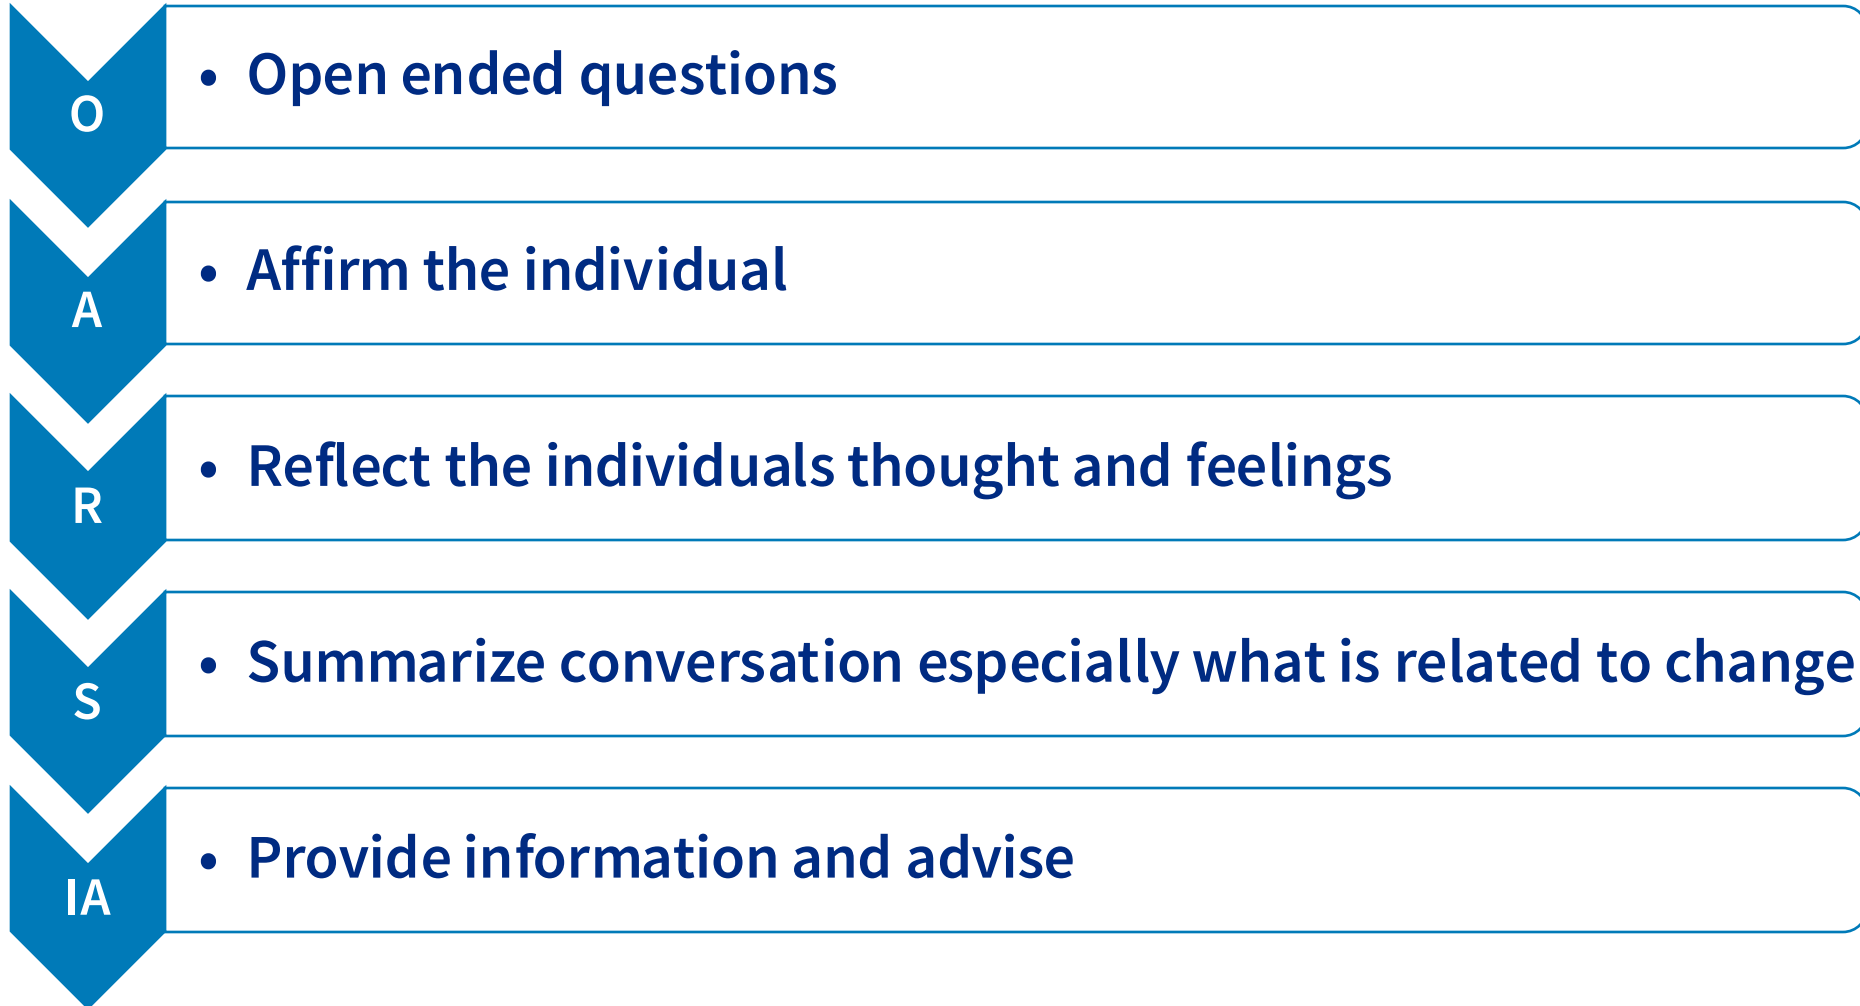 O
• Open ended questions
A
• Affirm the individual
R
• Reflect the individuals thought and feelings
S
• Summarize conversation especially what is related to change
IA
• Provide information and advise